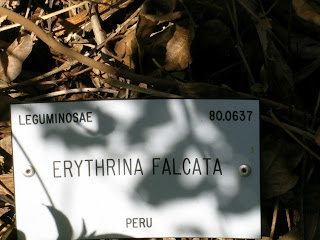 LEGUMINOSAE 80.0637
ERYTHRINA FALCATA
PERU